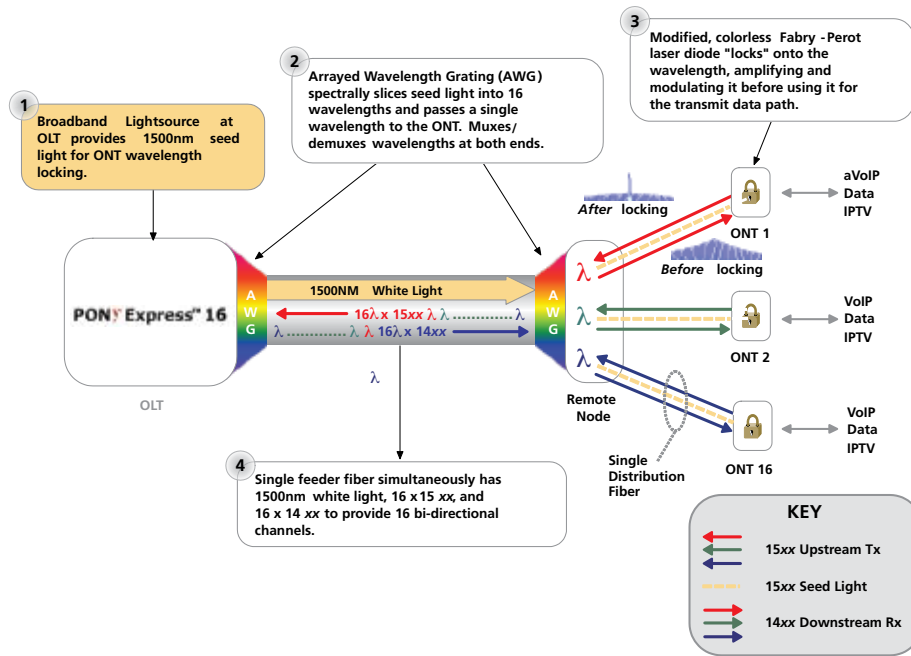 1
Broadband Lightsource at
OLT provides 1500nm seed
light for ONT wavelength
locking.
2
Arrayed Wavelength Grating (AWG)
spectrally slices seed light into 16
wavelengths and passes a single
wavelength to the ONT. Muxes/
demuxes wavelengths at both ends.
3
Modified, colorless Fabry -Perot
laser diode "locks" onto the
wavelength, amplifying and
modulating it before using it for
the transmit data path.
PONY Express™ 16
OLT
A
W
G
1500NM White Light
16λ x 15xx λ λ ............ λ
λ ............ λ λ 16λ x 14xx
λ
A
W
G
λ
λ
λ
Remote
Node
After locking
Before locking
ONT 1
aVoIP
Data
IPTV
ONT 2
VoIP
Data
IPTV
ONT 16
VoIP
Data
IPTV
Single
Distribution
Fiber
4
Single feeder fiber simultaneously has
1500nm white light, 16 x 15 xx, and
16 x 14 xx to provide 16 bi-directional
channels.
KEY
15xx Upstream Tx
15xx Seed Light
14xx Downstream Rx